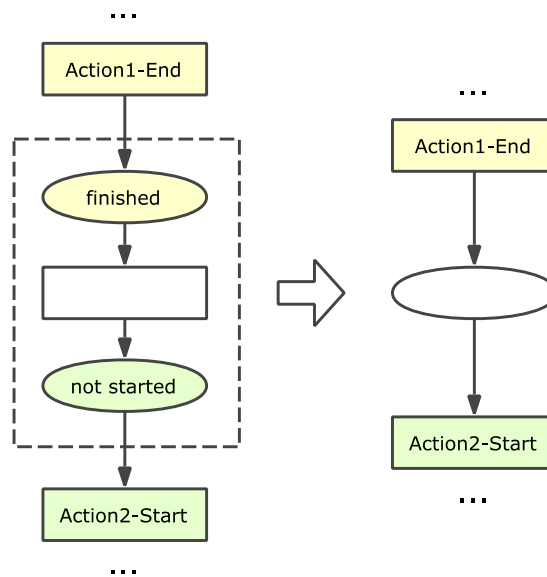 ...
Action1-End
finished
not started
Action2-Start
...
...
Action1-End
Action2-Start
...